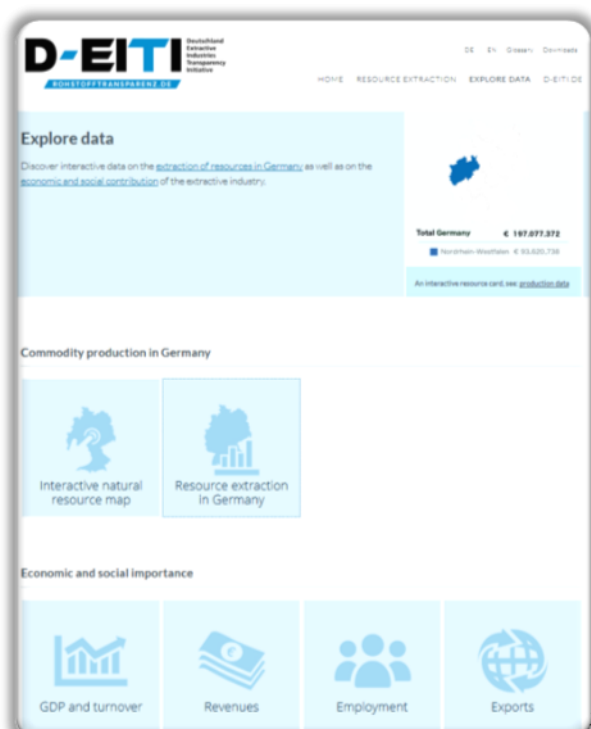 D-EITI
Deutschland
Extractive
Industries
Transparency
Initiative
ROHSTOFFTRANSPARENZ.DE
DE EN Glossary Downloads
HOME RESOURCE EXTRACTION EXPLORE DATA D-EITI.DE
Explore data
Discover interactive data on the extraction of resources in Germany as well as on the
economic and social contribution of the extractive industry.
Total Germany € 197.077.372
Nordrhein-Westfalen € 93,620,736
An interactive resource card, see: production data
Commodity production in Germany
Interactive natural
resource map
Resource extraction
in Germany
Economic and social importance
GDP and turnover
Revenues
Employment
Exports